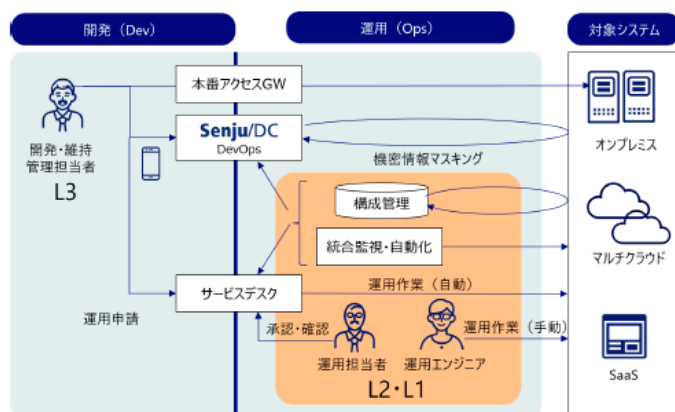 開発（Dev）
運用（Ops）
対象システム
本番アクセスGW
Senju/DC
DevOps
開発・維持
管理担当者
L3
オンプレミス
機密情報マスキング
構成管理
統合監視・自動化
マルチクラウド
サービスデスク
運用作業（自動）
運用申請
承認・確認
運用作業（手動）
運用担当者
運用エンジニア
L2・L1
SaaS